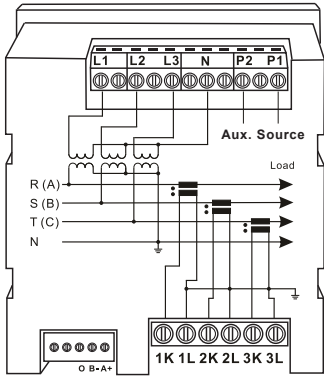 L1 L2 L3 N P2 P1
Aux. Source
Load
R (A)
S (B)
T (C)
N
O B- A+
1K 1L 2K 2L 3K 3L